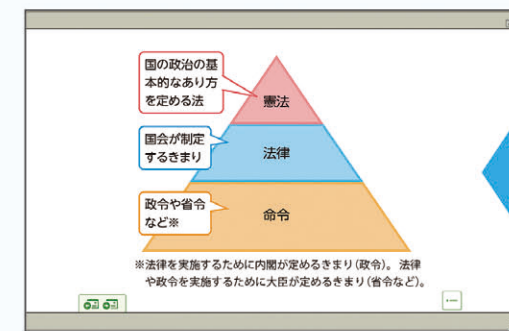 国の政治の基
本的なあり方
を定める法
憲法
国会が制定
するきまり
法律
政令や省令
など※
命令
※法律を実施するために内閣が定めるきまり（政令）。 法律
や政令を実施するために大臣が定めるきまり（省令など）。